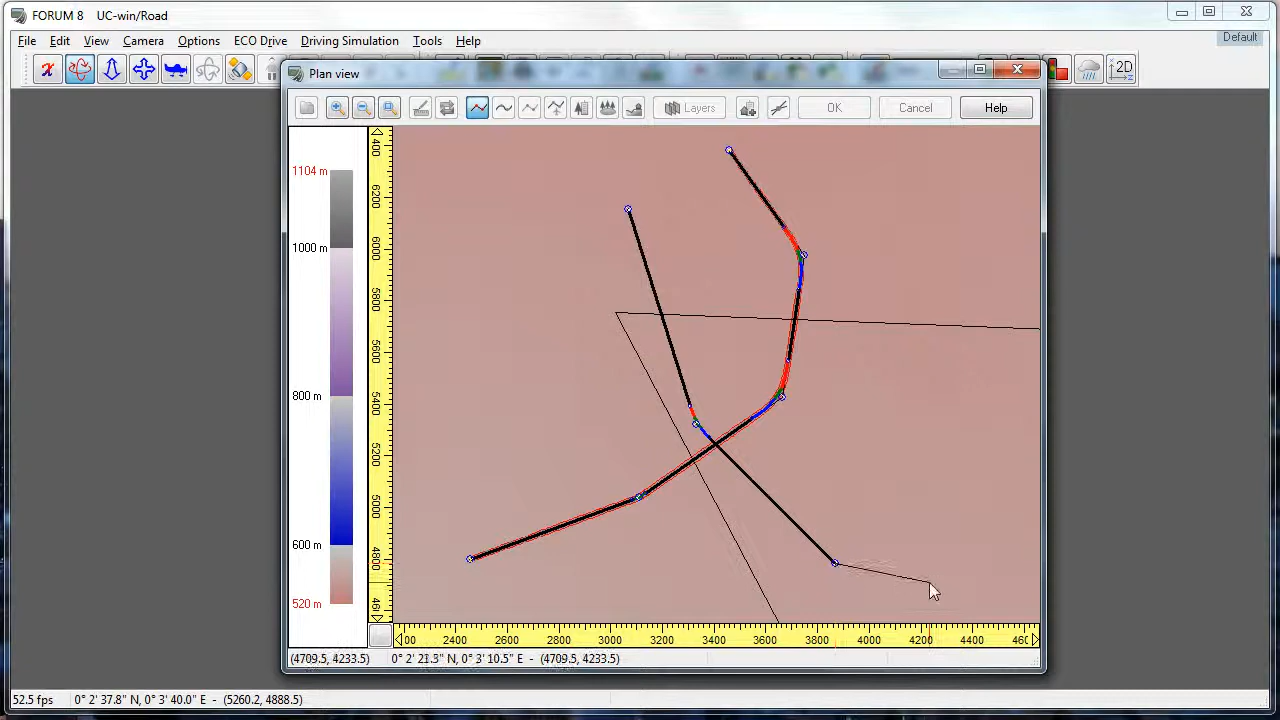 FORUM 8 UC-win/Road
File Edit View Camera Options ECO Drive Driving Simulation Tools Help
Default
2D
Plan view
Layers OK Cancel Help
1104 m
1000 m
800 m
600 m
520 m
6400
6200
6000
5800
5600
5400
5200
5000
4800
2400 2600 2800 3000 3200 3400 3600 3800 4000 4200 4400
(4709.5, 4233.5) 0° 2' 23.3" N, 0° 3' 10.5" E - (4709.5, 4233.5)
52.5 fps 0° 2' 37.8" N, 0° 3' 40.0" E - (5260.2, 4888.5)